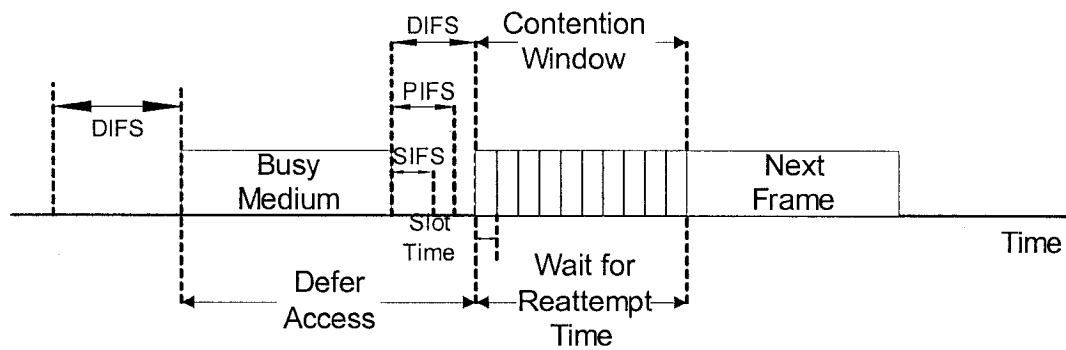 DIFS
Contention
Window
PIFS
DIFS
SIFS
Busy
Medium
Next
Frame
Slot
Time
Time
Defer
Access
Wait for
Reattempt
Time